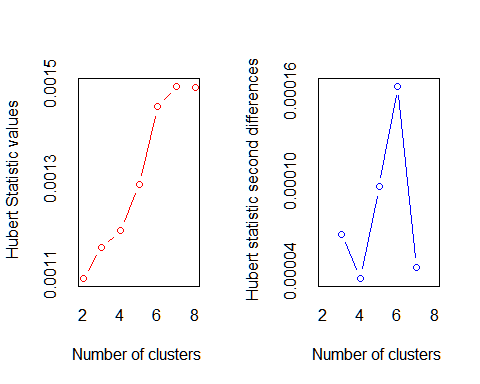 Hubert Statistic values
0.0015
0.0013
0.0011
2 4 6 8
Number of clusters
Hubert statistic second differences
0.00016
0.00010
0.00004
2 4 6 8
Number of clusters